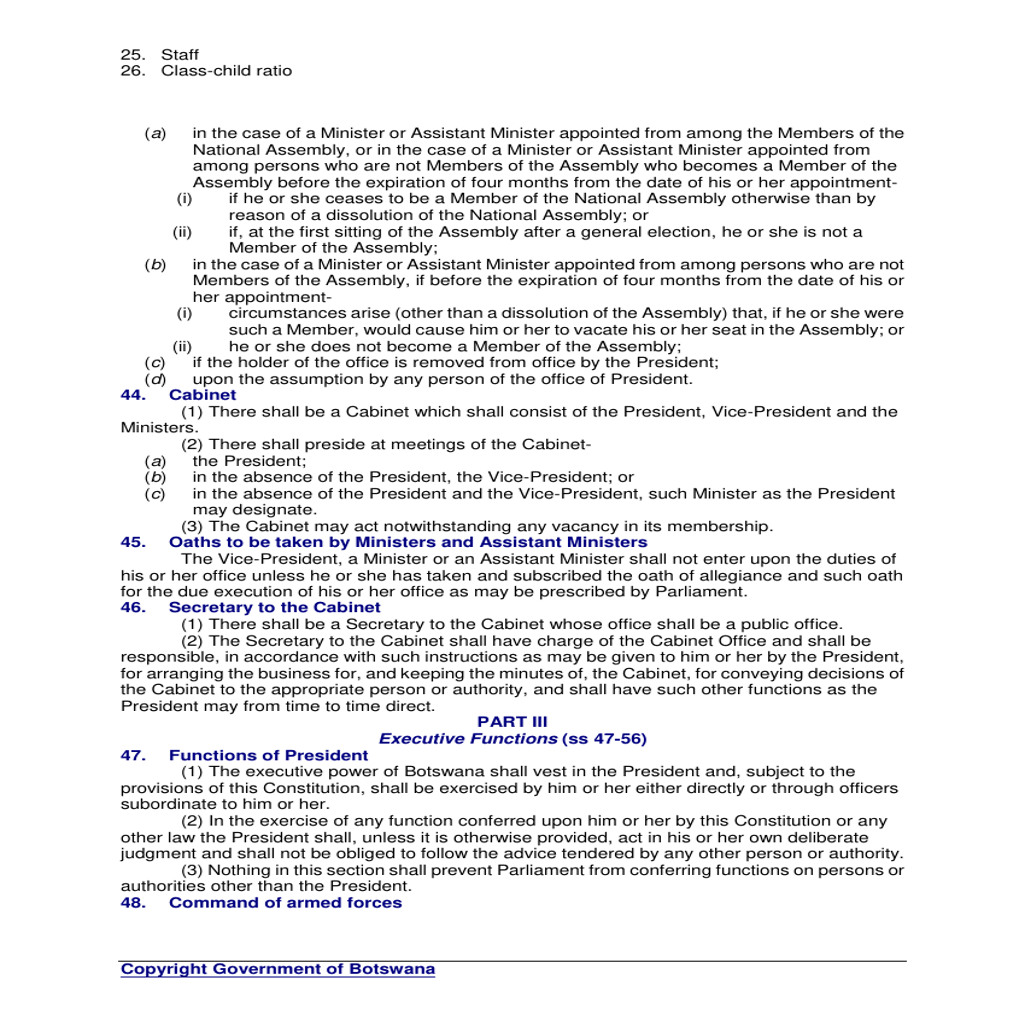 25. Staff
26. Class-child ratio
(a) in the case of a Minister or Assistant Minister appointed from among the Members of the
National Assembly, or in the case of a Minister or Assistant Minister appointed from
among persons who are not Members of the Assembly who becomes a Member of the
Assembly before the expiration of four months from the date of his or her appointment-
(i) if he or she ceases to be a Member of the National Assembly otherwise than by
reason of a dissolution of the National Assembly; or
(ii) if, at the first sitting of the Assembly after a general election, he or she is not a
Member of the Assembly;
(b) in the case of a Minister or Assistant Minister appointed from among persons who are not
Members of the Assembly, if before the expiration of four months from the date of his or
her appointment-
(i) circumstances arise (other than a dissolution of the Assembly) that, if he or she were
such a Member, would cause him or her to vacate his or her seat in the Assembly; or
(ii) he or she does not become a Member of the Assembly;
(c) if the holder of the office is removed from office by the President;
(d) upon the assumption by any person of the office of President.
44. Cabinet
(1) There shall be a Cabinet which shall consist of the President, Vice-President and the
Ministers.
(2) There shall preside at meetings of the Cabinet-
(a) the President;
(b) in the absence of the President, the Vice-President; or
(c) in the absence of the President and the Vice-President, such Minister as the President
may designate.
(3) The Cabinet may act notwithstanding any vacancy in its membership.
45. Oaths to be taken by Ministers and Assistant Ministers
The Vice-President, a Minister or an Assistant Minister shall not enter upon the duties of
his or her office unless he or she has taken and subscribed the oath of allegiance and such oath
for the due execution of his or her office as may be prescribed by Parliament.
46. Secretary to the Cabinet
(1) There shall be a Secretary to the Cabinet whose office shall be a public office.
(2) The Secretary to the Cabinet shall have charge of the Cabinet Office and shall be
responsible, in accordance with such instructions as may be given to him or her by the President,
for arranging the business for, and keeping the minutes of, the Cabinet, for conveying decisions of
the Cabinet to the appropriate person or authority, and shall have such other functions as the
President may from time to time direct.
PART III
Executive Functions (ss 47-56)
47. Functions of President
(1) The executive power of Botswana shall vest in the President and, subject to the
provisions of this Constitution, shall be exercised by him or her either directly or through officers
subordinate to him or her.
(2) In the exercise of any function conferred upon him or her by this Constitution or any
other law the President shall, unless it is otherwise provided, act in his or her own deliberate
judgment and shall not be obliged to follow the advice tendered by any other person or authority.
(3) Nothing in this section shall prevent Parliament from conferring functions on persons or
authorities other than the President.
48. Command of armed forces
Copyright Government of Botswana